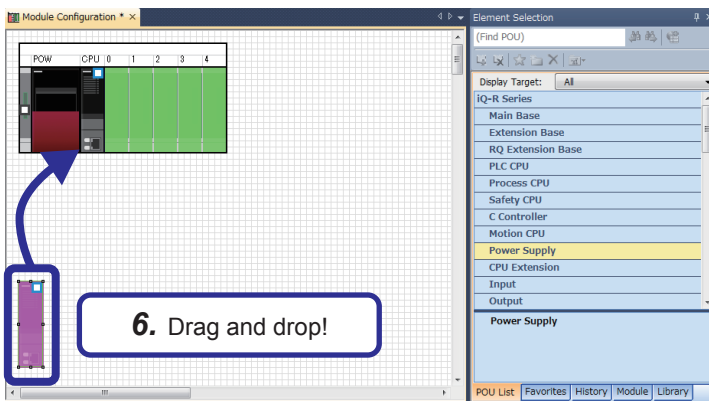 Module Configuration * ×
POW CPU 0 1 2 3 4
6. Drag and drop!
Element Selection
(Find POU)
Display Target: All
iQ-R Series
Main Base
Extension Base
RQ Extension Base
PLC CPU
Process CPU
Safety CPU
C Controller
Motion CPU
Power Supply
CPU Extension
Input
Output
Power Supply
POU List Favorites History Module Library